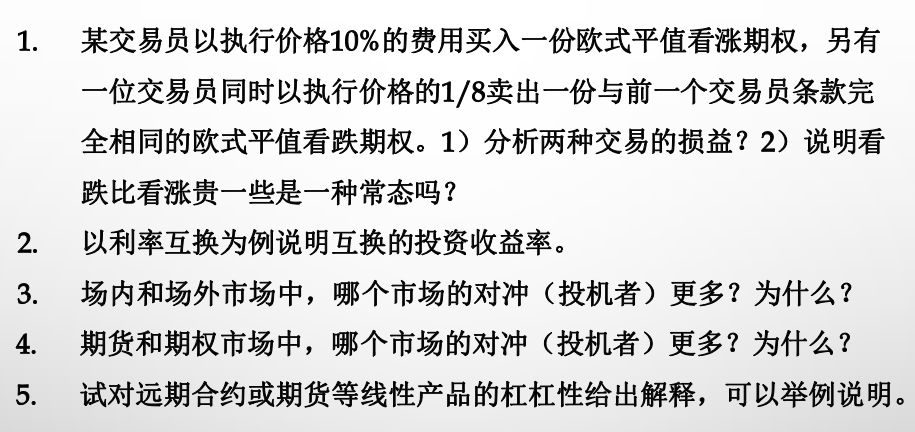 1. 某交易员以执行价格10%的费用买入一份欧式平值看涨期权，另有
一位交易员同时以执行价格的1/8卖出一份与前一个交易员条款完
全相同的欧式平值看跌期权。1）分析两种交易的损益？2）说明看
跌比看涨贵一些是一种常态吗？
2. 以利率互换为例说明互换的投资收益率。
3. 场内和场外市场中，哪个市场的对冲（投机者）更多？为什么？
4. 期货和期权市场中，哪个市场的对冲（投机者）更多？为什么？
5. 试对远期合约或期货等线性产品的杠杠性给出解释，可以举例说明。